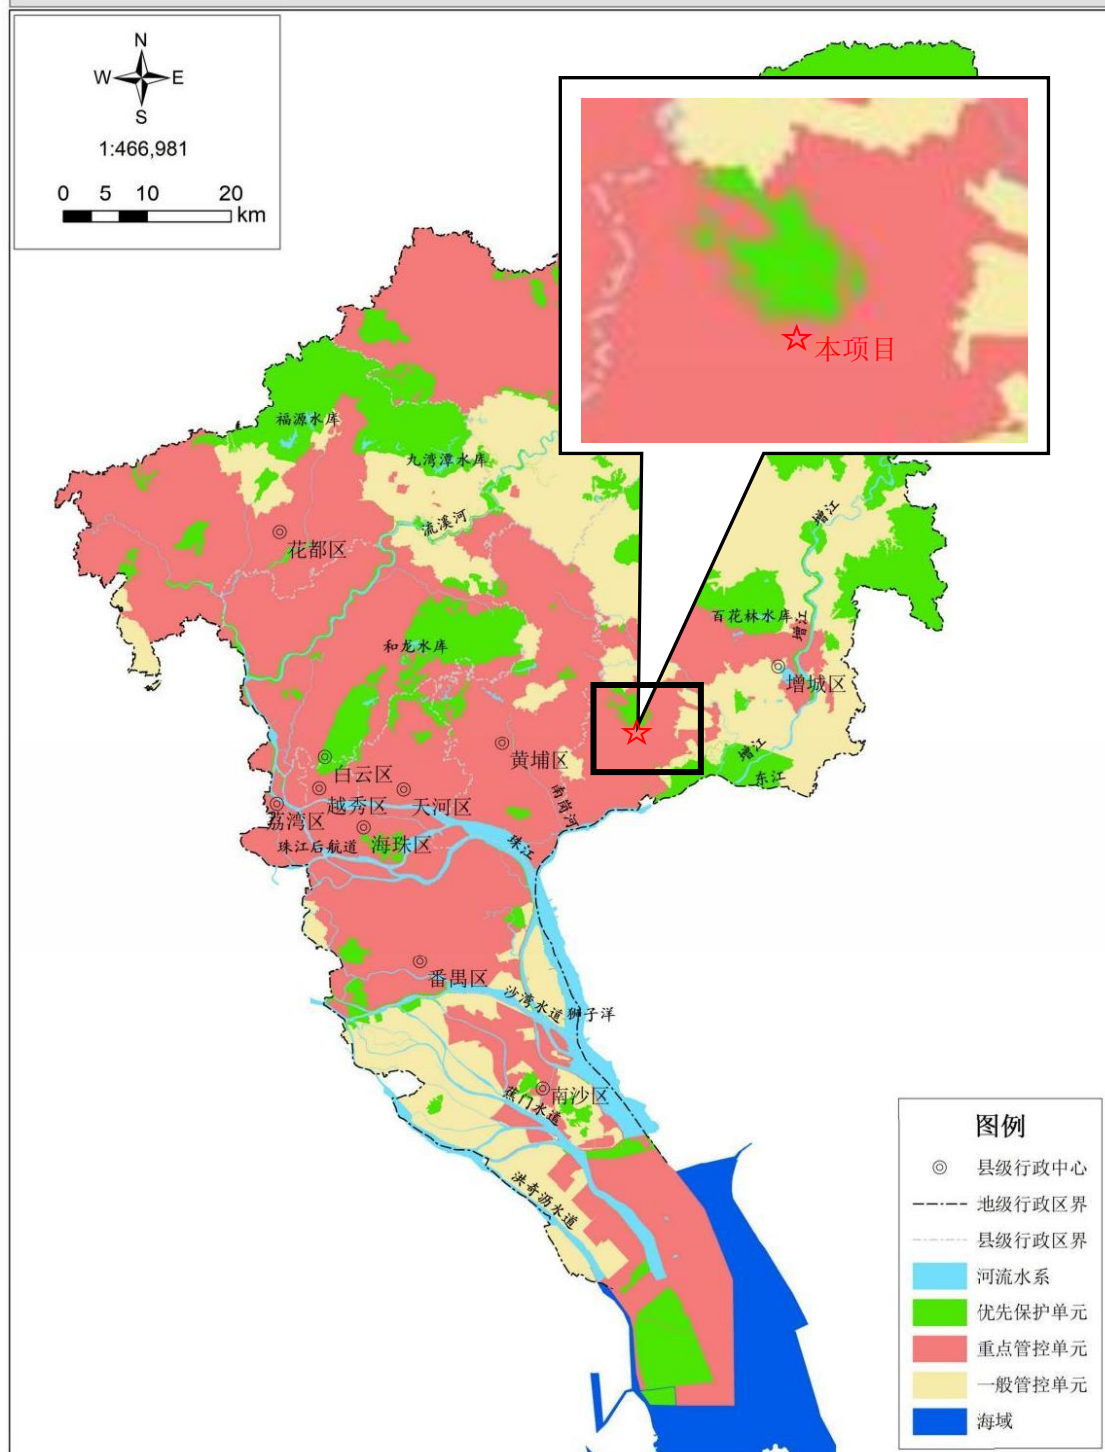 N
W E
S
1:466,981
0 5 10 20
km
本项目
福源水库
九湾潭水库
流溪河
增江
花都区
百花林水库
增江
和龙水库
增城区
黄埔区
增江
东江
白云区
越秀区
天河区
南岗河
荔湾区
海珠区
珠江后航道
珠江
番禺区
沙湾水道
狮子洋
南沙区
蕉门水道
洪奇沥水道
图例
县级行政中心
地级行政区界
县级行政区界
河流水系
优先保护单元
重点管控单元
一般管控单元
海域